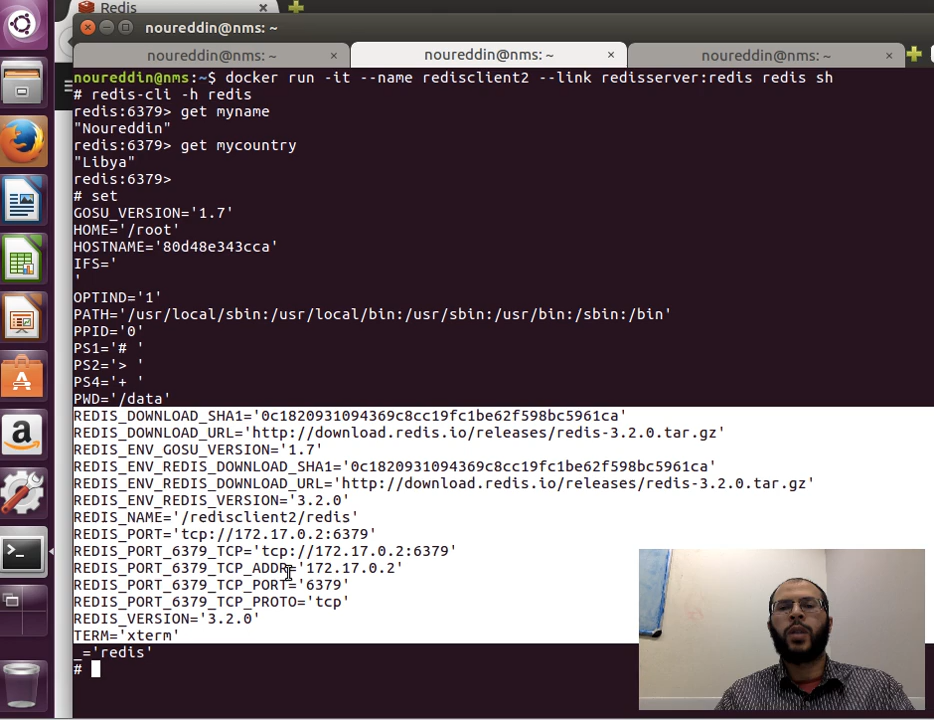 Redis
noureddin@nms: ~
noureddin@nms: ~ × noureddin@nms: ~ × noureddin@nms: ~ ×
noureddin@nms:~$ docker run -it --name redisclient2 --link redisserver:redis redis sh
# redis-cli -h redis
redis:6379> get myname
"Noureddin"
redis:6379> get mycountry
"Libya"
redis:6379>
# set
GOSU_VERSION='1.7'
HOME='/root'
HOSTNAME='80d48e343cca'
IFS='
'
OPTIND='1'
PATH='/usr/local/sbin:/usr/local/bin:/usr/sbin:/usr/bin:/sbin:/bin'
PPID='0'
PS1='# '
PS2='> '
PS4='+ '
PWD='/data'
REDIS_DOWNLOAD_SHA1='0c1820931094369c8cc19fc1be62f598bc5961ca'
REDIS_DOWNLOAD_URL='http://download.redis.io/releases/redis-3.2.0.tar.gz'
REDIS_ENV_GOSU_VERSION='1.7'
REDIS_ENV_REDIS_DOWNLOAD_SHA1='0c1820931094369c8cc19fc1be62f598bc5961ca'
REDIS_ENV_REDIS_DOWNLOAD_URL='http://download.redis.io/releases/redis-3.2.0.tar.gz'
REDIS_ENV_REDIS_VERSION='3.2.0'
REDIS_NAME='/redisclient2/redis'
REDIS_PORT='tcp://172.17.0.2:6379'
REDIS_PORT_6379_TCP='tcp://172.17.0.2:6379'
REDIS_PORT_6379_TCP_ADDR='172.17.0.2'
REDIS_PORT_6379_TCP_PORT='6379'
REDIS_PORT_6379_TCP_PROTO='tcp'
REDIS_VERSION='3.2.0'
TERM='xterm'
_='redis'
#